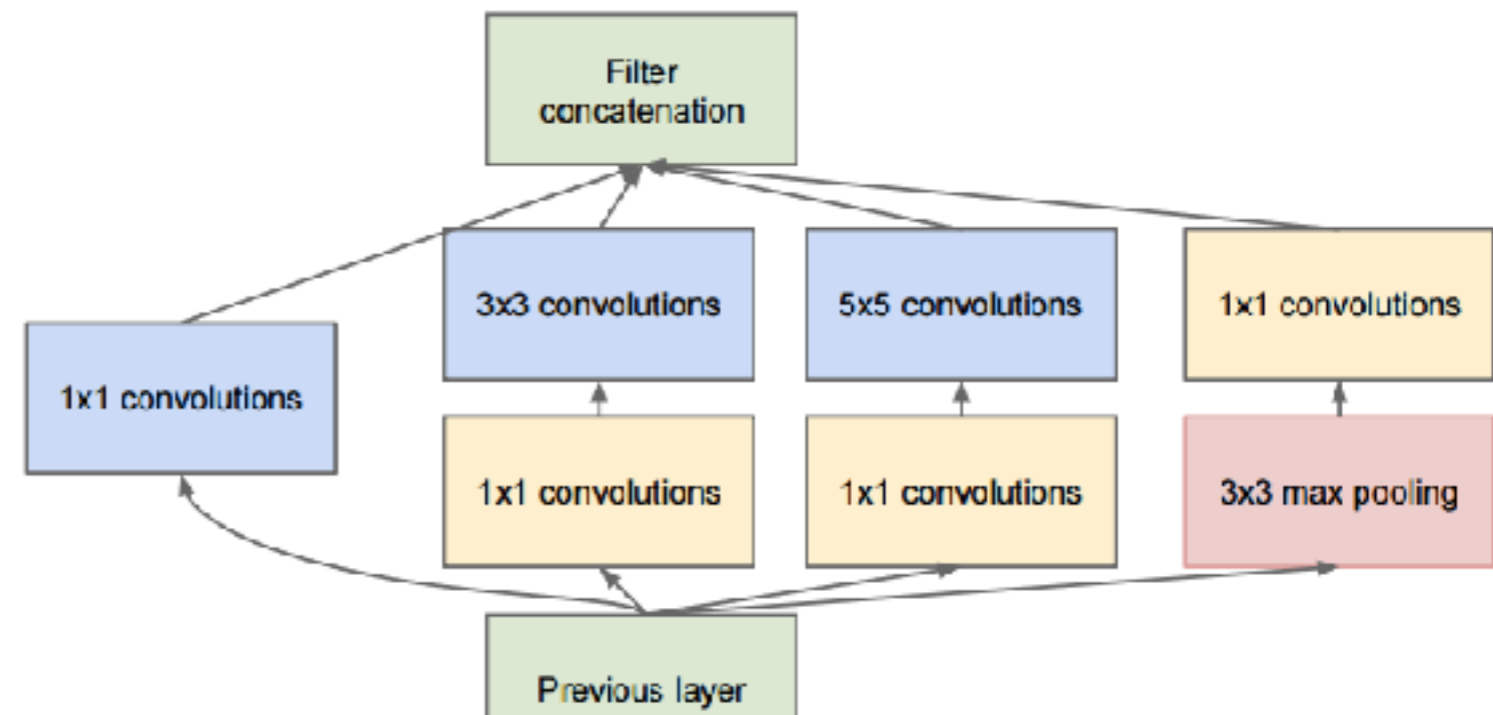 Filter
concatenation
3x3 convolutions
5x5 convolutions
1x1 convolutions
1x1 convolutions
1x1 convolutions
1x1 convolutions
3x3 max pooling
Previous layer